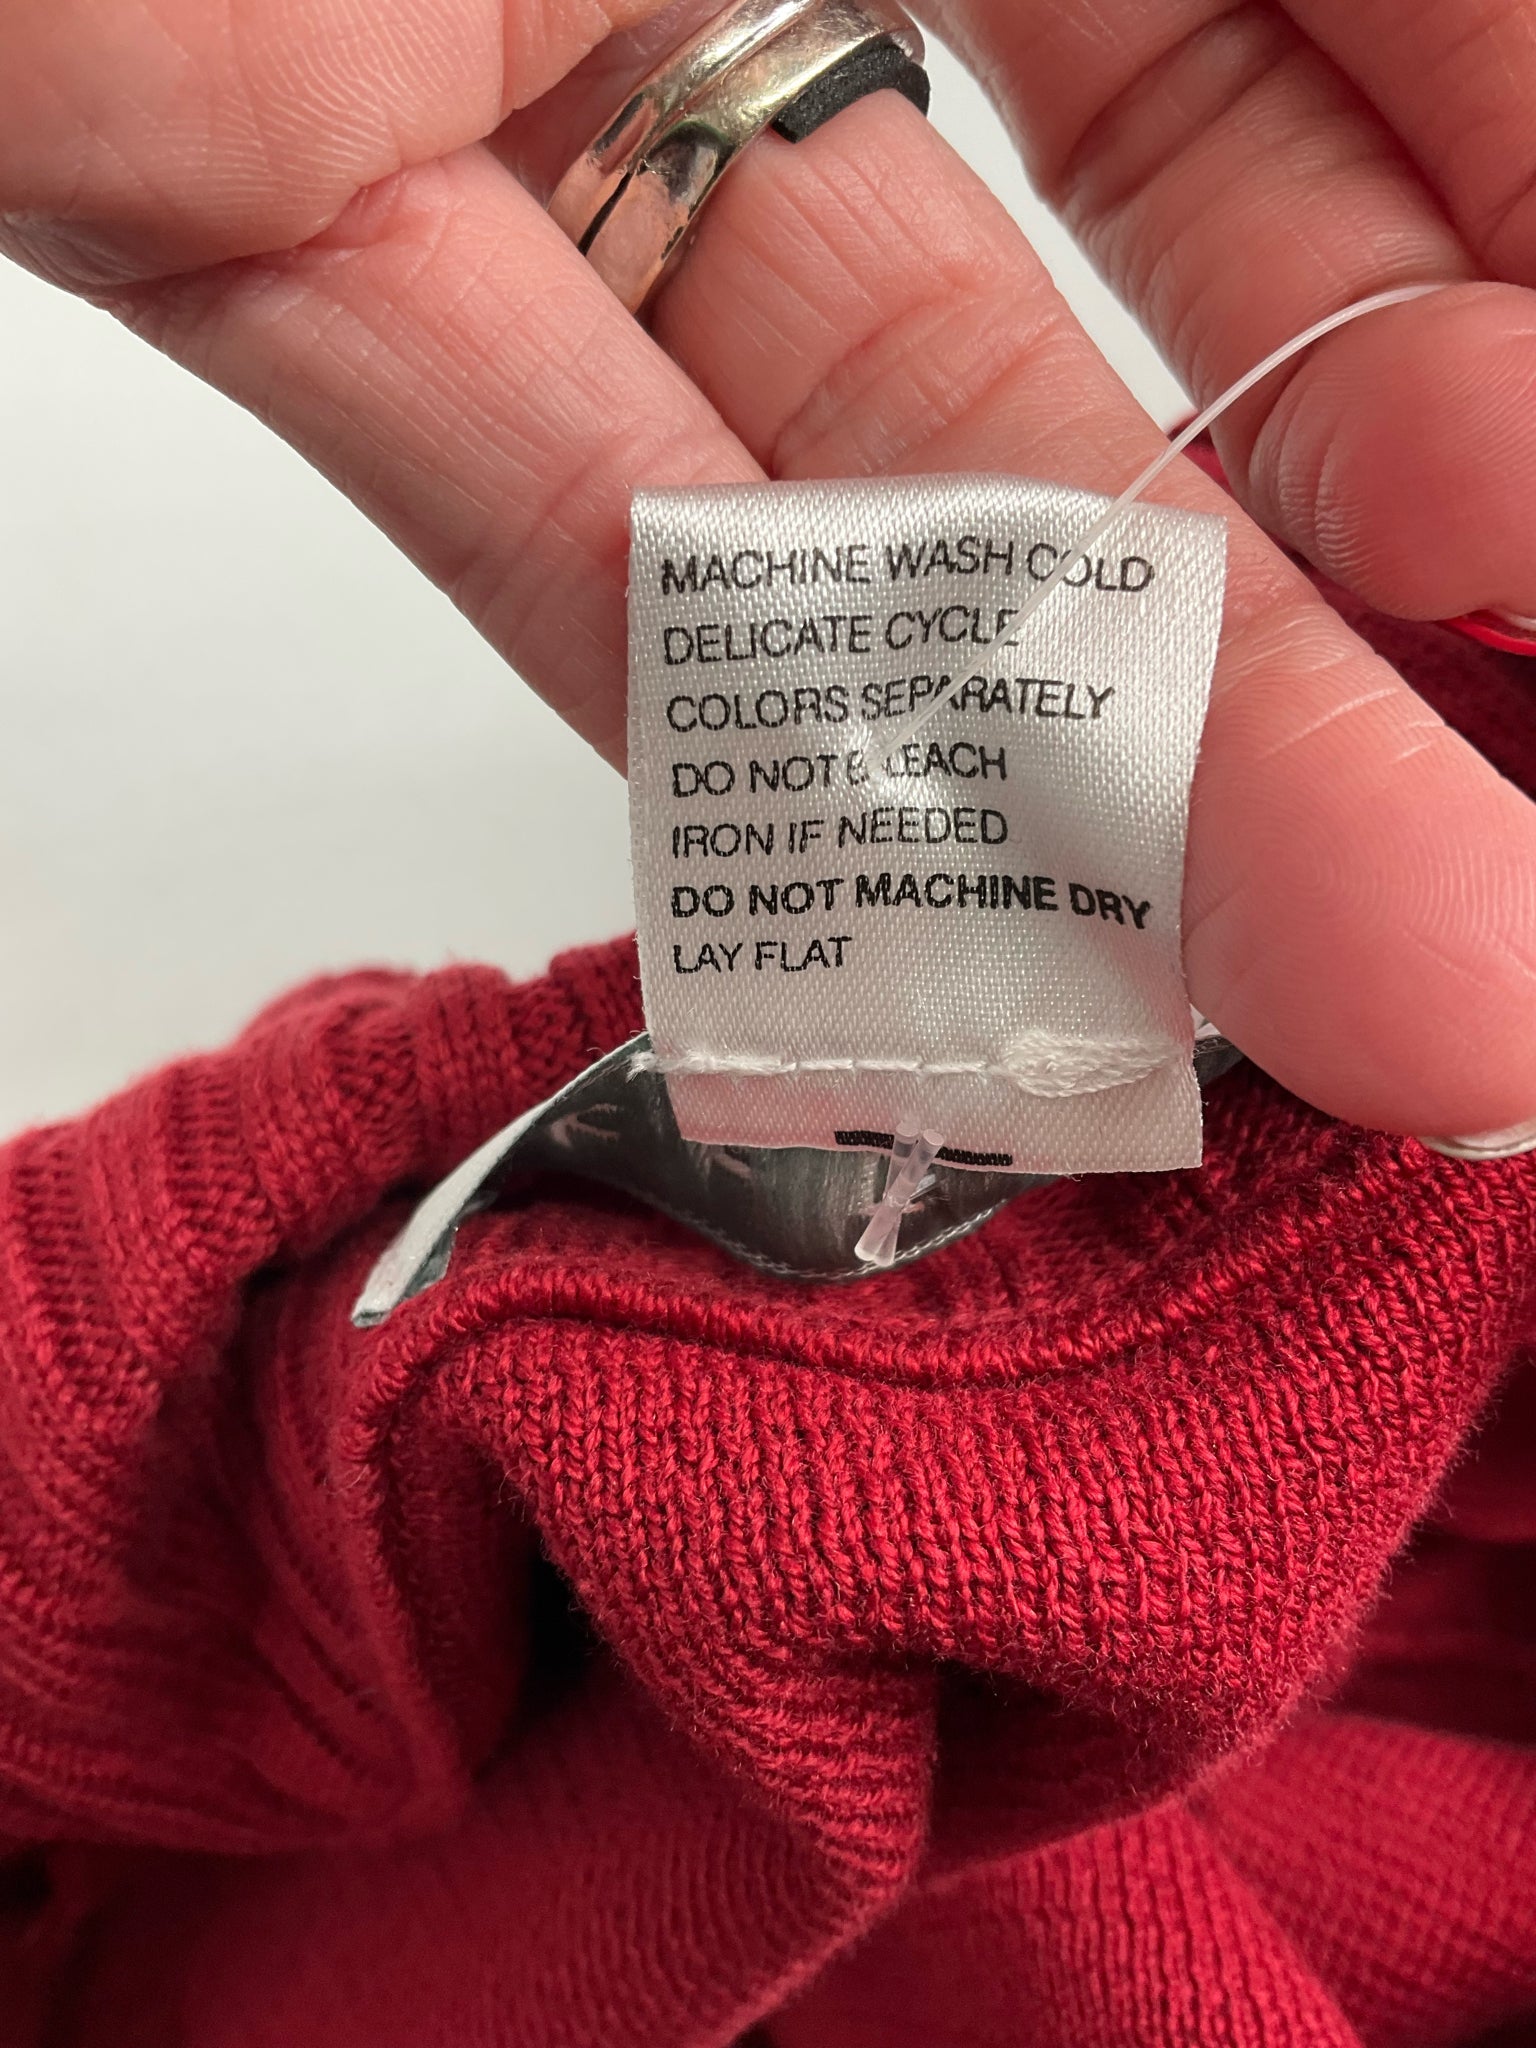 MACHINE WASH COLD
DELICATE CYCLE
COLORS SEPARATELY
DO NOT BLEACH
IRON IF NEEDED
DO NOT MACHINE DRY
LAY FLAT